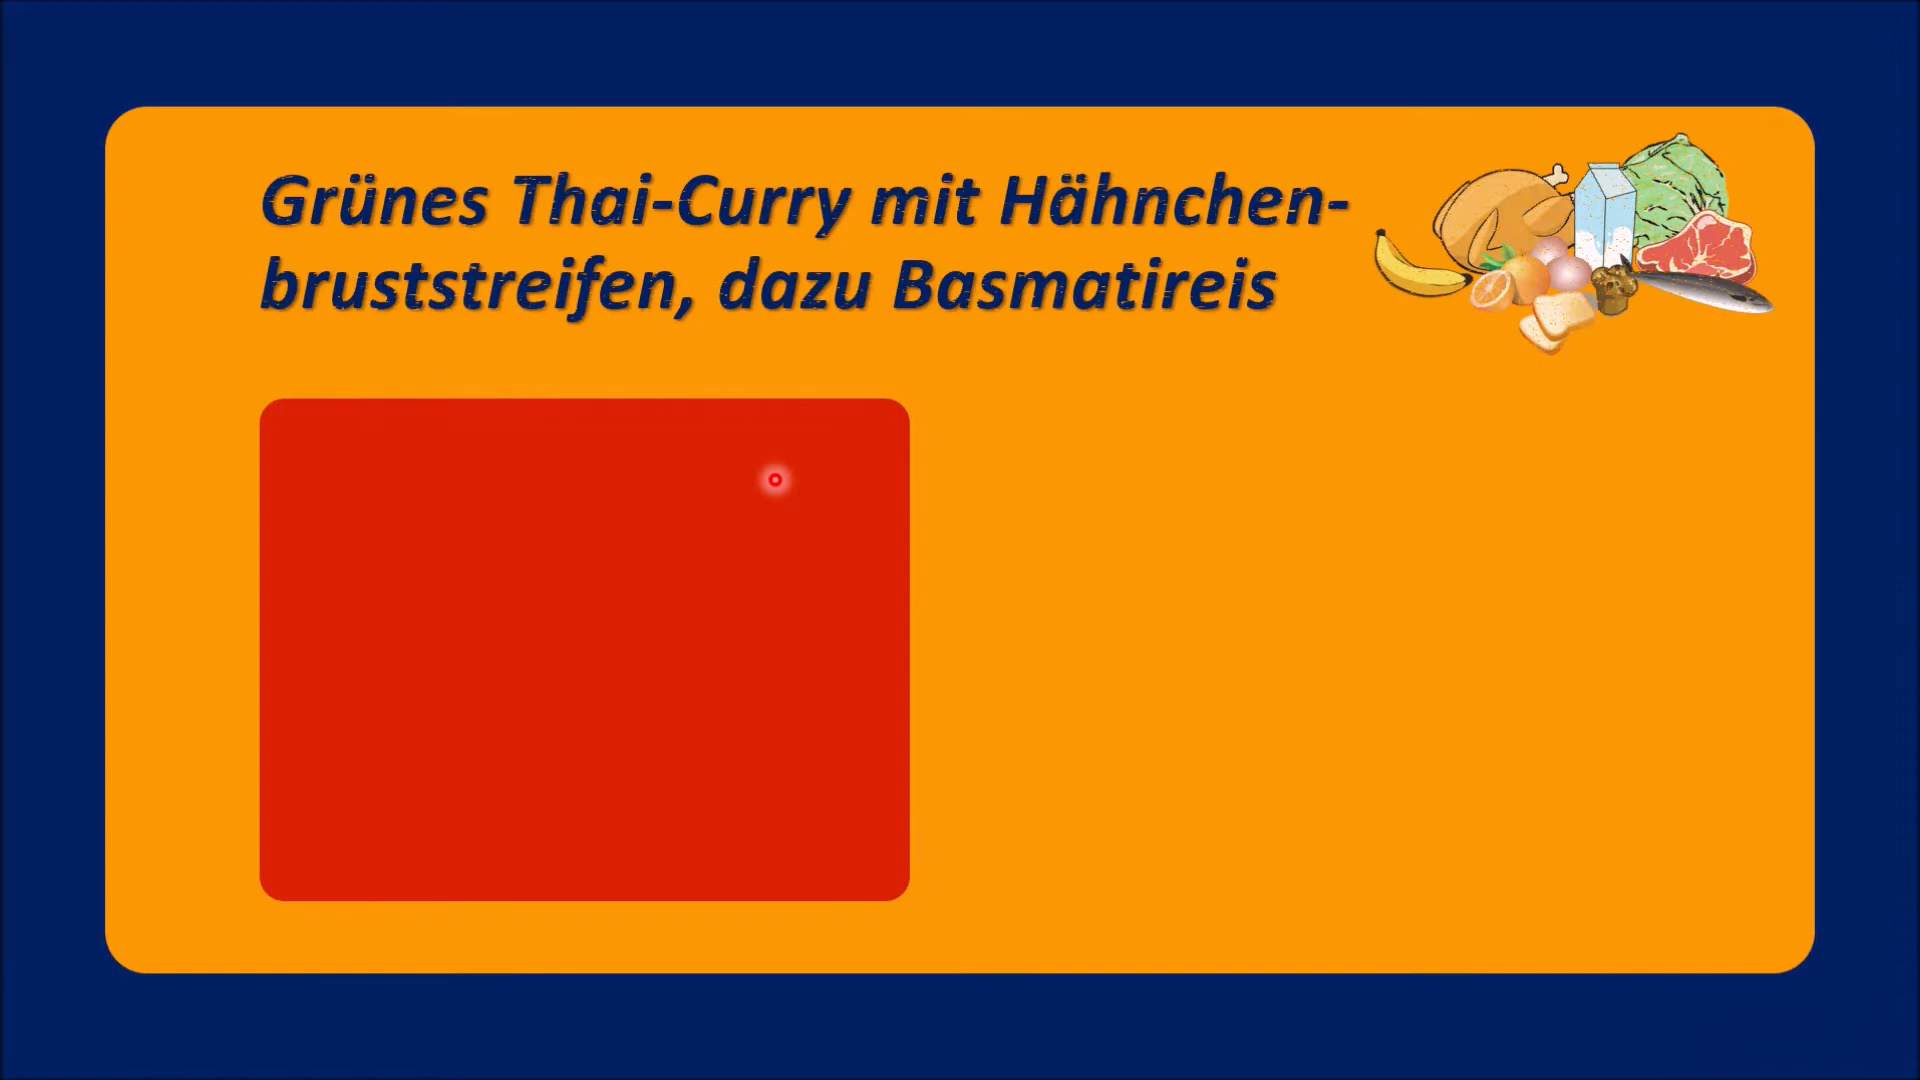 Grünes Thai-Curry mit Hähnchen-
bruststreifen, dazu Basmatireis